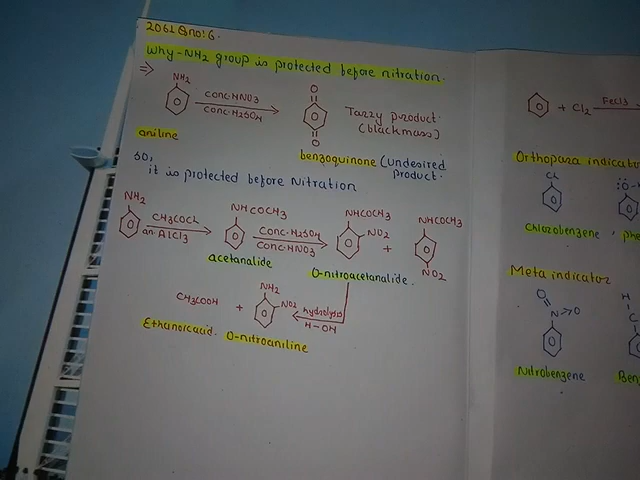 2061 Qno:6.
Why -NH2 group is protected before nitration.
⇒
NH2
conc.HNO3
conc.H2SO4
O
O
Tarry product.
(blackmass)
aniline
benzoquinone (Undesired
product.
so,
it is protected before Nitration
NH2
CH3COCl
an AlCl3
NHCOCH3
conc.H2SO4
conc.HNO3
NHCOCH3
NO2
+
NHCOCH3
NO2
acetanalide
O-nitroacetanalide.
CH3COOH
+
NH2
NO2
hydrolysis
H-OH
Ethanoicacid. O-nitroaniline
+ Cl2
FeCl3
Orthopara indicato
Cl
:O
Chlorobenzene, phe
Meta indicator
O
N→O
H
C
Nitrobenzene
Ben